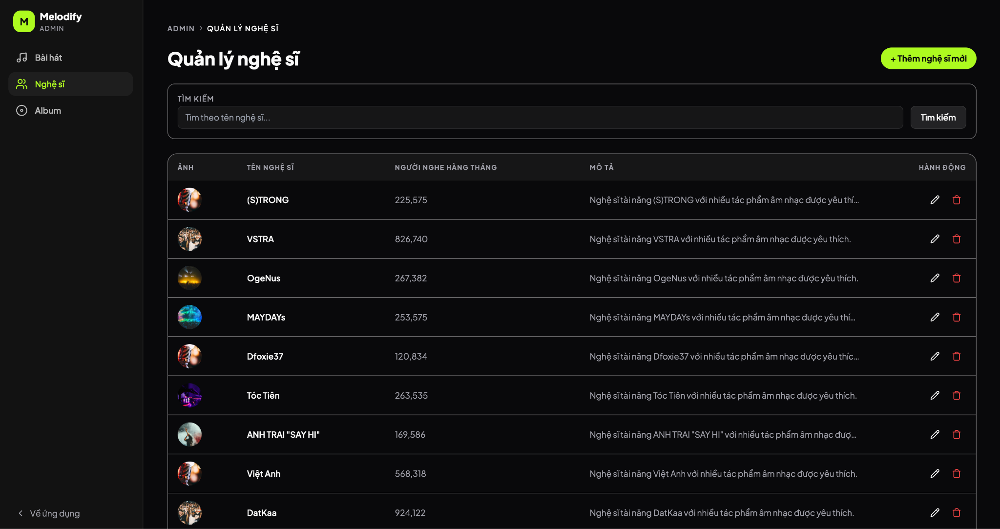 M
Melodify
ADMIN
Bài hát
Nghệ sĩ
Album
Về ứng dụng
ADMIN > QUẢN LÝ NGHỆ SĨ
Quản lý nghệ sĩ
+ Thêm nghệ sĩ mới
TÌM KIẾM
Tìm theo tên nghệ sĩ...
Tìm kiếm
ẢNH TÊN NGHỆ SĨ NGƯỜI NGHE HÀNG THÁNG MÔ TẢ HÀNH ĐỘNG
(S)TRONG 225,575 Nghệ sĩ tài năng (S)TRONG với nhiều tác phẩm âm nhạc được yêu thí...
VSTRA 826,740 Nghệ sĩ tài năng VSTRA với nhiều tác phẩm âm nhạc được yêu thích.
OgeNus 267,382 Nghệ sĩ tài năng OgeNus với nhiều tác phẩm âm nhạc được yêu thích.
MAYDAYs 253,575 Nghệ sĩ tài năng MAYDAYs với nhiều tác phẩm âm nhạc được yêu thí...
Dfoxie37 120,834 Nghệ sĩ tài năng Dfoxie37 với nhiều tác phẩm âm nhạc được yêu thíc...
Tóc Tiên 263,535 Nghệ sĩ tài năng Tóc Tiên với nhiều tác phẩm âm nhạc được yêu thích.
ANH TRAI "SAY HI" 169,586 Nghệ sĩ tài năng ANH TRAI "SAY HI" với nhiều tác phẩm âm nhạc đượ...
Việt Anh 568,318 Nghệ sĩ tài năng Việt Anh với nhiều tác phẩm âm nhạc được yêu thích.
DatKaa 924,122 Nghệ sĩ tài năng DatKaa với nhiều tác phẩm âm nhạc được yêu thích.